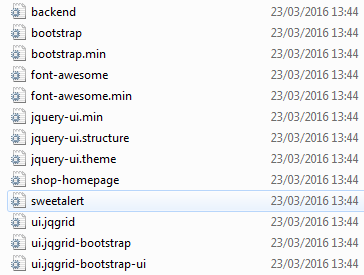 backend 23/03/2016 13:44
bootstrap 23/03/2016 13:44
bootstrap.min 23/03/2016 13:44
font-awesome 23/03/2016 13:44
font-awesome.min 23/03/2016 13:44
jquery-ui.min 23/03/2016 13:44
jquery-ui.structure 23/03/2016 13:44
jquery-ui.theme 23/03/2016 13:44
shop-homepage 23/03/2016 13:44
sweetalert 23/03/2016 13:44
ui.jqgrid 23/03/2016 13:44
ui.jqgrid-bootstrap 23/03/2016 13:44
ui.jqgrid-bootstrap-ui 23/03/2016 13:44